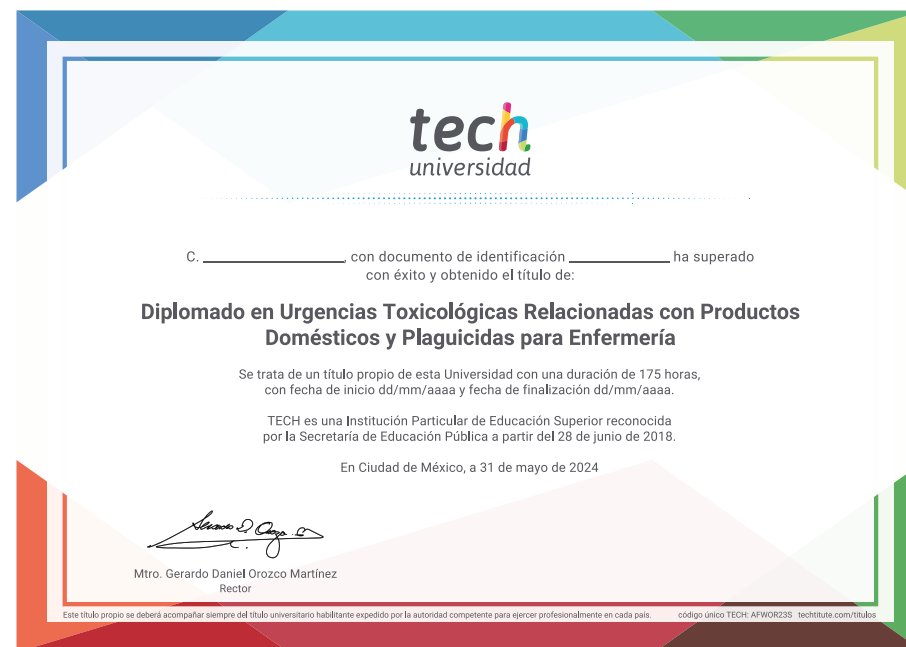 tech
universidad
C. ____________, con documento de identificación ____________ ha superado
con éxito y obtenido el título de:
Diplomado en Urgencias Toxicológicas Relacionadas con Productos
Domésticos y Plaguicidas para Enfermería
Se trata de un título propio de esta Universidad con una duración de 175 horas,
con fecha de inicio dd/mm/aaaa y fecha de finalización dd/mm/aaaa.
TECH es una Institución Particular de Educación Superior reconocida
por la Secretaría de Educación Pública a partir del 28 de junio de 2018.
En Ciudad de México, a 31 de mayo de 2024
Mtro. Gerardo Daniel Orozco Martínez
Rector
Este título propio se deberá acompañar siempre del título universitario habilitante expedido por la autoridad competente para ejercer profesionalmente en cada país. código único TECH: AFWOR23S techtitute.com/titulos